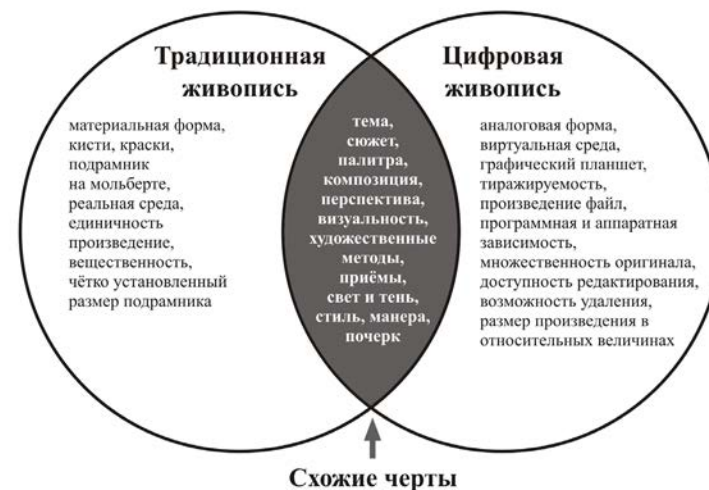 Традиционная
живопись
материальная форма,
кисти, краски,
подрамник
на мольберте,
реальная среда,
единичность
произведение,
вещественность,
чётко установленный
размер подрамника
тема,
сюжет,
палитра,
композиция,
перспектива,
визуальность,
художественные
методы,
приёмы,
свет и тень,
стиль, манера,
почерк
Цифровая
живопись
аналоговая форма,
виртуальная среда,
графический планшет,
тиражируемость,
произведение файл,
программная и аппаратная
зависимость,
множественность оригинала,
доступность редактирования,
возможность удаления,
размер произведения в
относительных величинах
Схожие черты